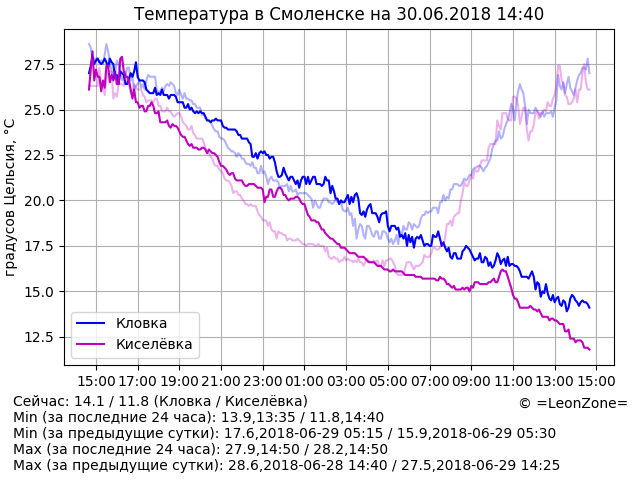 Температура в Смоленске на 30.06.2018 14:40
градусов Цельсия, °C
27.5
25.0
22.5
20.0
17.5
15.0
12.5
Кловка
Киселёвка
15:00 17:00 19:00 21:00 23:00 01:00 03:00 05:00 07:00 09:00 11:00 13:00 15:00
Сейчас: 14.1 / 11.8 (Кловка / Киселёвка)
© =LeonZone=
Min (за последние 24 часа): 13.9,13:35 / 11.8,14:40
Min (за предыдущие сутки): 17.6,2018-06-29 05:15 / 15.9,2018-06-29 05:30
Max (за последние 24 часа): 27.9,14:50 / 28.2,14:50
Max (за предыдущие сутки): 28.6,2018-06-28 14:40 / 27.5,2018-06-29 14:25